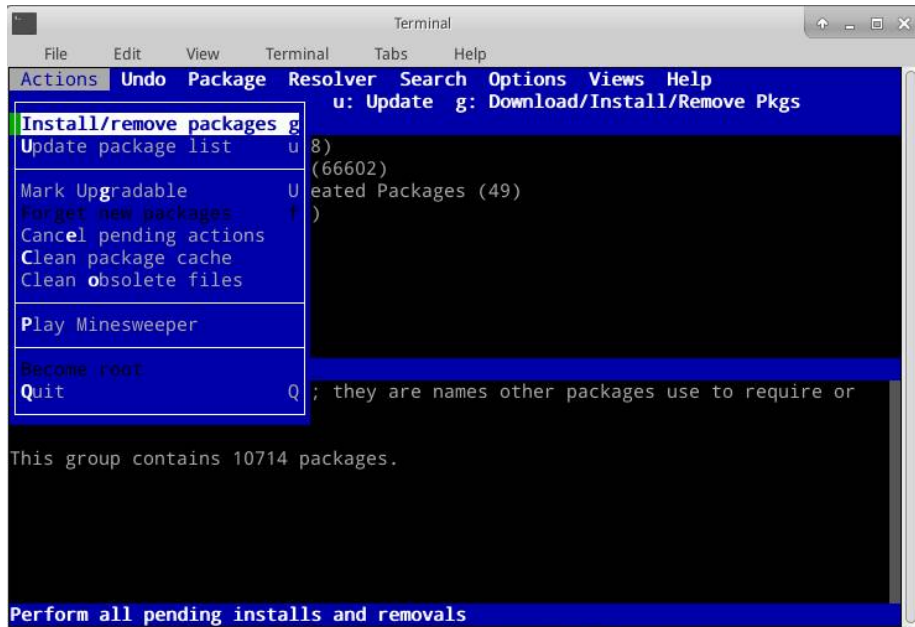 Terminal
File Edit View Terminal Tabs Help
Actions Undo Package Resolver Search Options Views Help
u: Update g: Download/Install/Remove Pkgs
Install/remove packages g
Update package list u 8)
(66602)
Mark Upgradable U eated Packages (49)
Forget new packages f )
Cancel pending actions
Clean package cache
Clean obsolete files
Play Minesweeper
Become root
Quit Q ; they are names other packages use to require or
This group contains 10714 packages.
Perform all pending installs and removals